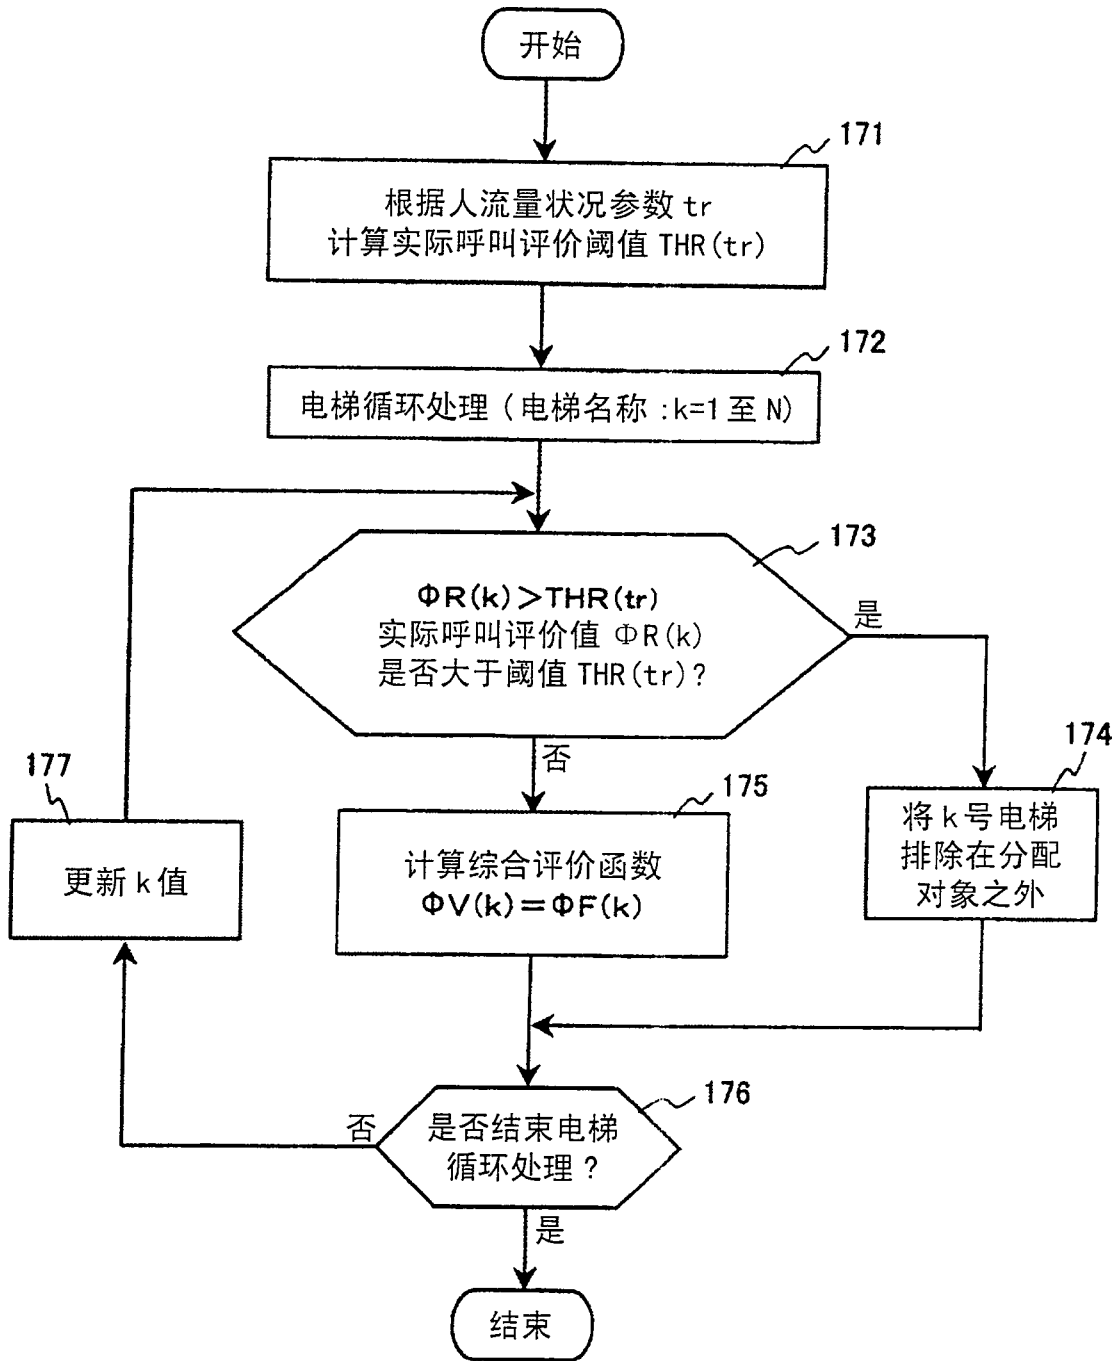 开始
171
根据人流量状况参数 tr
计算实际呼叫评价阈值 THR(tr)
172
电梯循环处理 (电梯名称 :k=1 至 N)
173
ΦR(k)>THR(tr)
实际呼叫评价值 ΦR(k)
是否大于阈值 THR(tr)?
是
否
174
将 k 号电梯
排除在分配
对象之外
175
计算综合评价函数
ΦV(k)=ΦF(k)
177
更新 k 值
176
是否结束电梯
循环处理 ?
否
是
结束